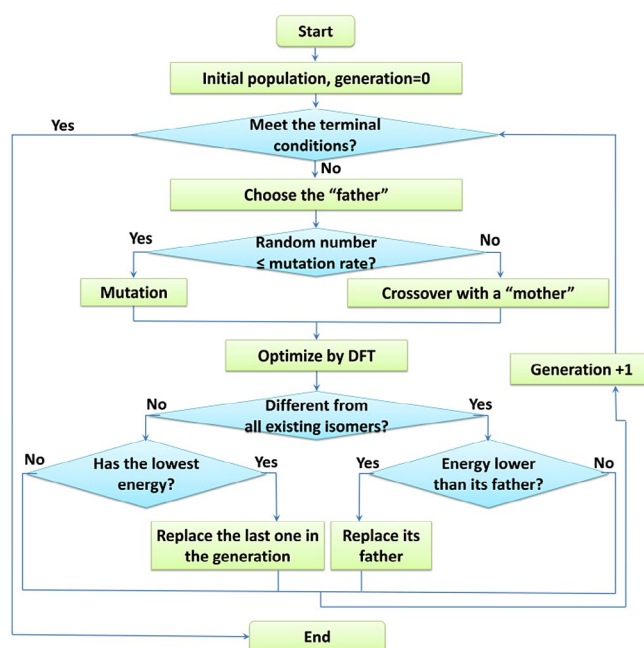 Start
Initial population, generation=0
Yes
Meet the terminal
conditions?
No
Choose the “father”
Yes
Random number
≤ mutation rate?
No
Mutation
Crossover with a “mother”
Optimize by DFT
Generation +1
No
Different from
all existing isomers?
Yes
No
Has the lowest
energy?
Yes
Yes
Energy lower
than its father?
No
Replace the last one in
the generation
Replace its
father
End